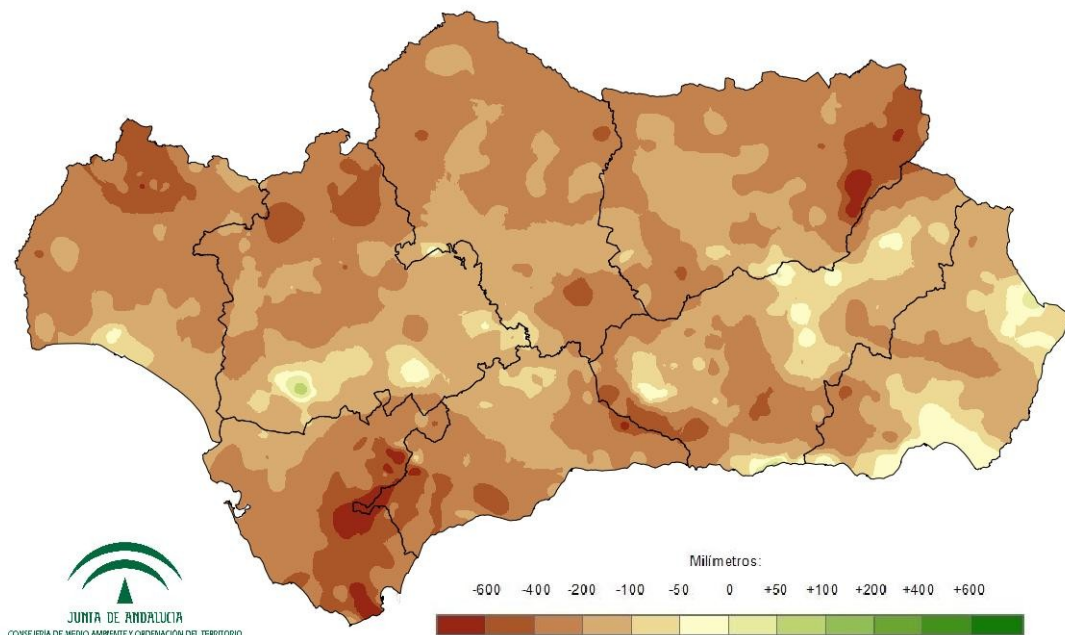 Milímetros:
-600 -400 -200 -100 -50 0 +50 +100 +200 +400 +600
JUNTA DE ANDALUCIA
CONSEJERIA DE MEDIO AMBIENTE Y ORDENACIÓN DEL TERRITORIO